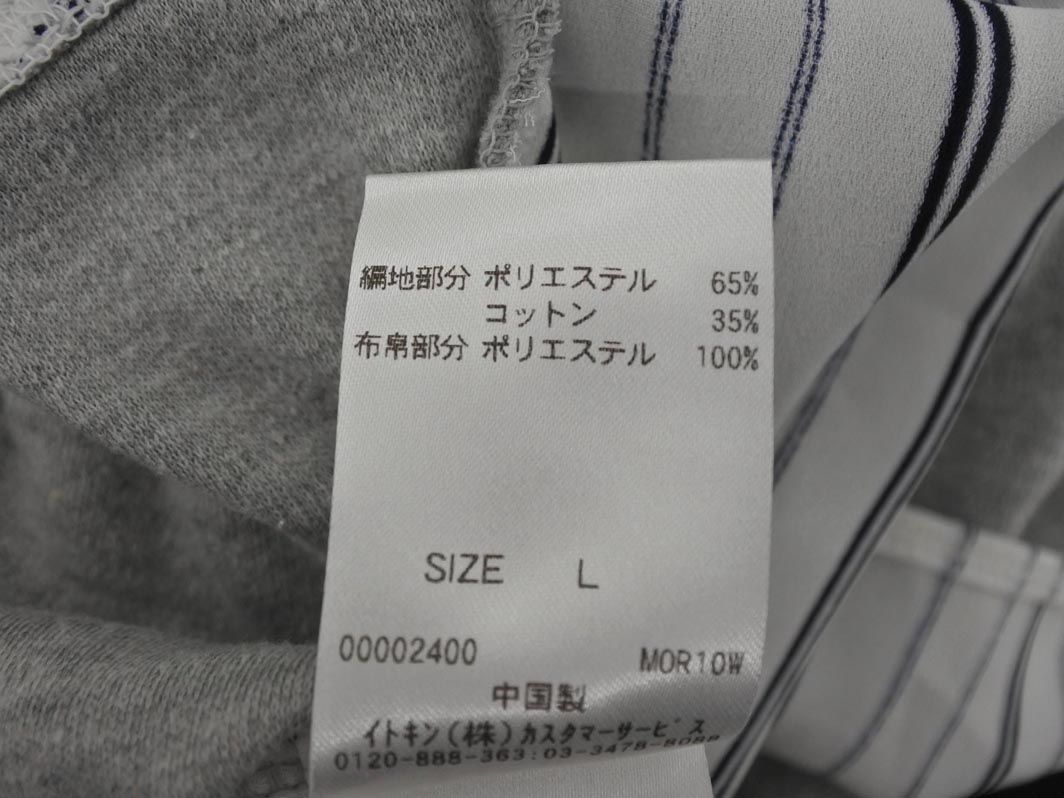 編地部分 ポリエステル 65%
コットン 35%
布帛部分 ポリエステル 100%
SIZE L
00002400 MOR10W
中国製
イトキン(株)カスタマーサービス
0120-888-363:03-3478-8088